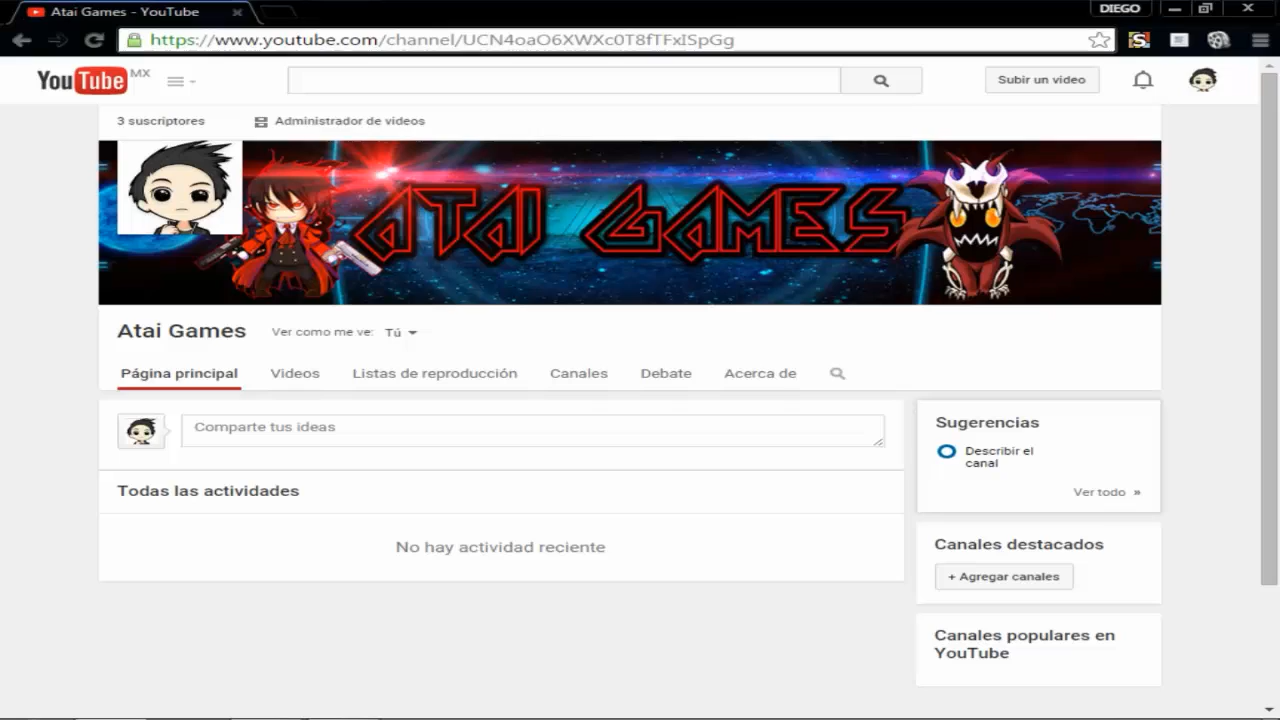 Atai Games - YouTube
DIEGO
https://www.youtube.com/channel/UCN4oaO6XWXc0T8fTFxISpGg
YouTube MX
Subir un video
3 suscriptores
Administrador de videos
ATAI GAMES
Atai Games
Ver como me ve: Tú
Página principal
Videos
Listas de reproducción
Canales
Debate
Acerca de
Comparte tus ideas
Todas las actividades
No hay actividad reciente
Sugerencias
Describir el
canal
Ver todo »
Canales destacados
+ Agregar canales
Canales populares en
YouTube